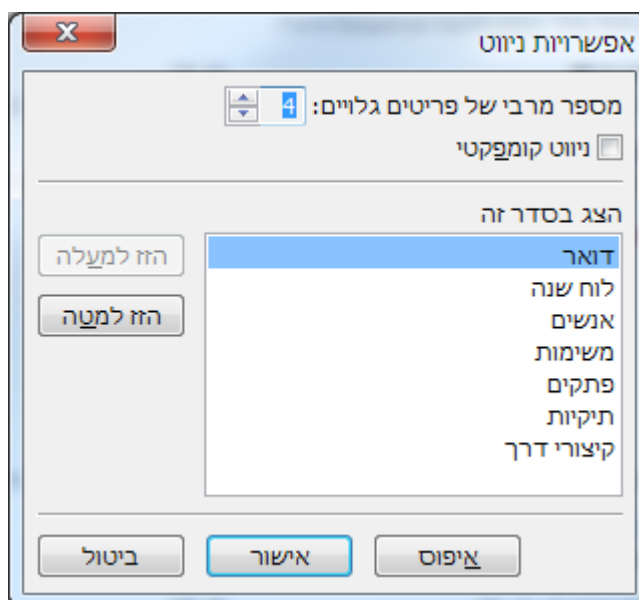 אפשרויות ניווט
מספר מרבי של פריטים גלויים: 4
ניווט קומפקטי
הצג בסדר זה
דואר
לוח שנה
אנשים
משימות
פתקים
תיקיות
קיצורי דרך
הזז למעלה
הזז למטה
איפוס
אישור
ביטול